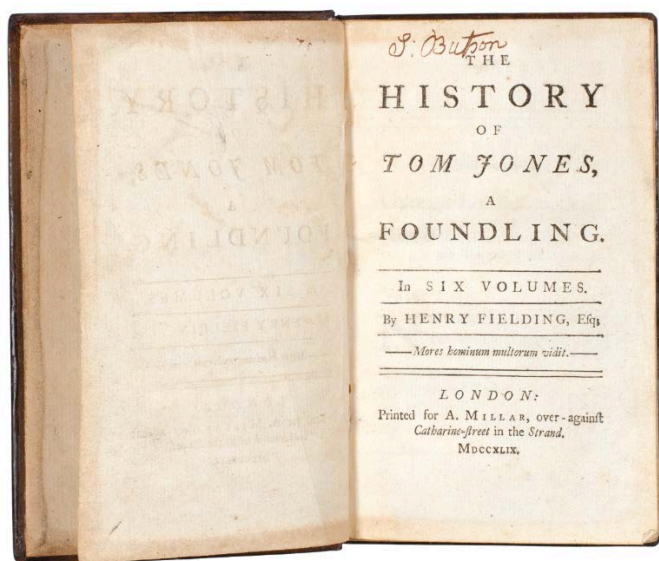 S: Butson
THE
HISTORY
OF
TOM JONES,
A
FOUNDLING.
In SIX VOLUMES.
By HENRY FIELDING, Eſq;
——Mores hominum multorum vidit.——
LONDON:
Printed for A. MILLAR, over-againſt
Catharine-ſtreet in the Strand.
MDCCXLIX.